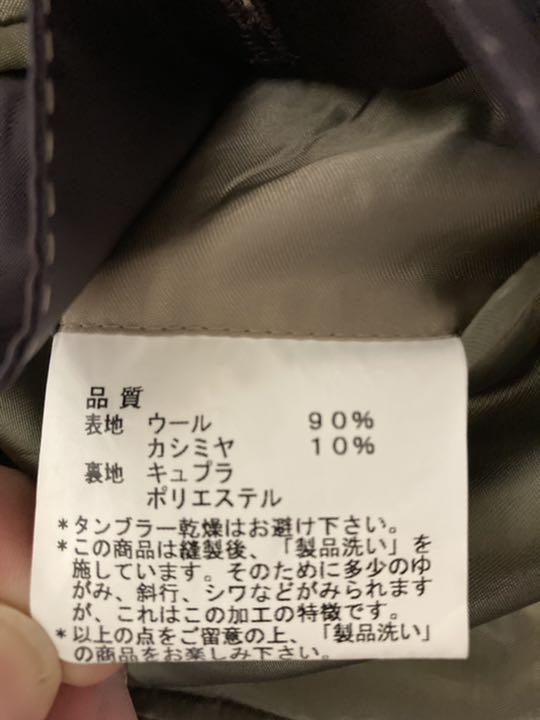 品質
表地 ウール 90%
カシミヤ 10%
裏地 キュプラ
ポリエステル
*タンブラー乾燥はお避け下さい。
*この商品は縫製後、「製品洗い」を
施しています。そのために多少のゆ
がみ、斜行、シワなどがみられます
が、これはこの加工の特徴です。
*以上の点をご留意の上、「製品洗い」
の商品をお楽しみ下さい。